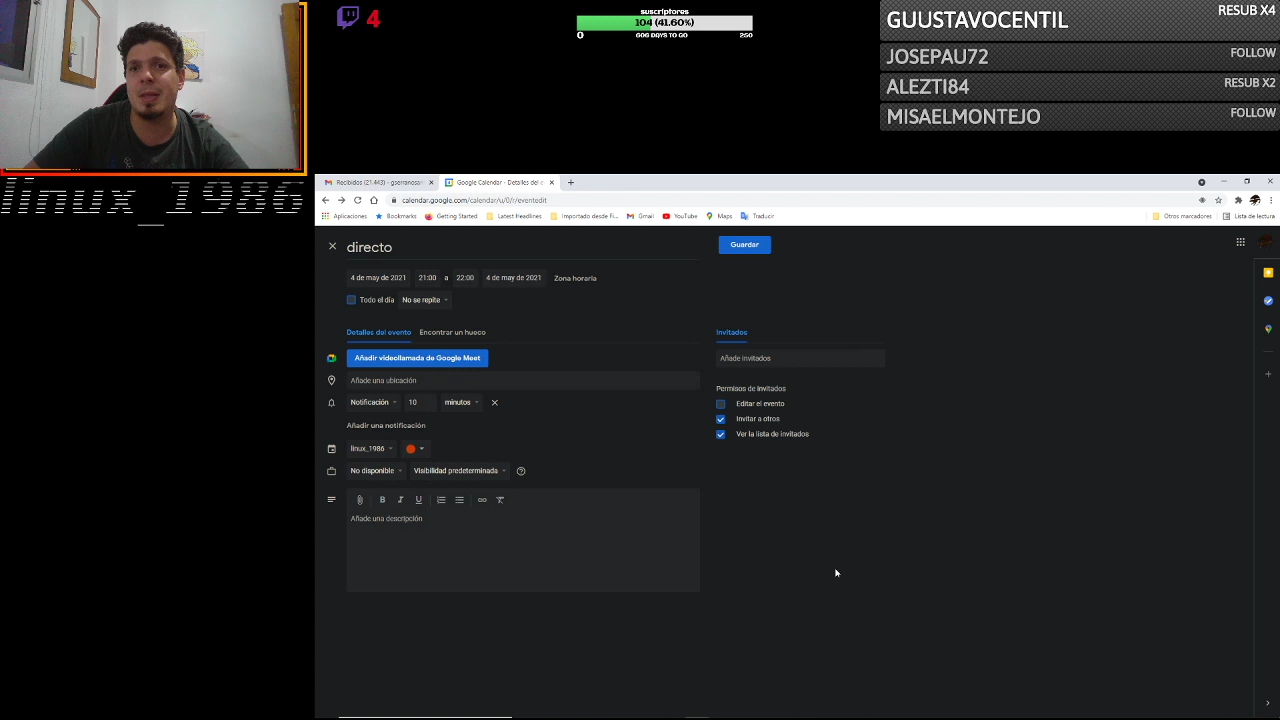 4
suscriptores
104 (41.60%)
0
606 DAYS TO GO
250
GUUSTAVOCENTIL
RESUB X4
JOSEPAU72
FOLLOW
ALEZTI84
RESUB X2
MISAELMONTEJO
FOLLOW
linux_1986
Google Calendar - Detalles del e
calendar.google.com/calendar/u/0/r/eventedit
Aplicaciones
Bookmarks
Getting Started
Latest Headlines
Importado desde Fi...
Gmail
YouTube
Maps
Traducir
Otros marcadores
Lista de lectura
directo
Guardar
4 de may de 2021
21:00
a
22:00
4 de may de 2021
Zona horaria
Todo el día
No se repite
Detalles del evento
Encontrar un hueco
Invitados
Añadir videollamada de Google Meet
Añade invitados
Añade una ubicación
Permisos de invitados
Notificación
10
minutos
Editar el evento
Invitar a otros
Añadir una notificación
Ver la lista de invitados
linux_1986
No disponible
Visibilidad predeterminada
B
I
U
Añade una descripción